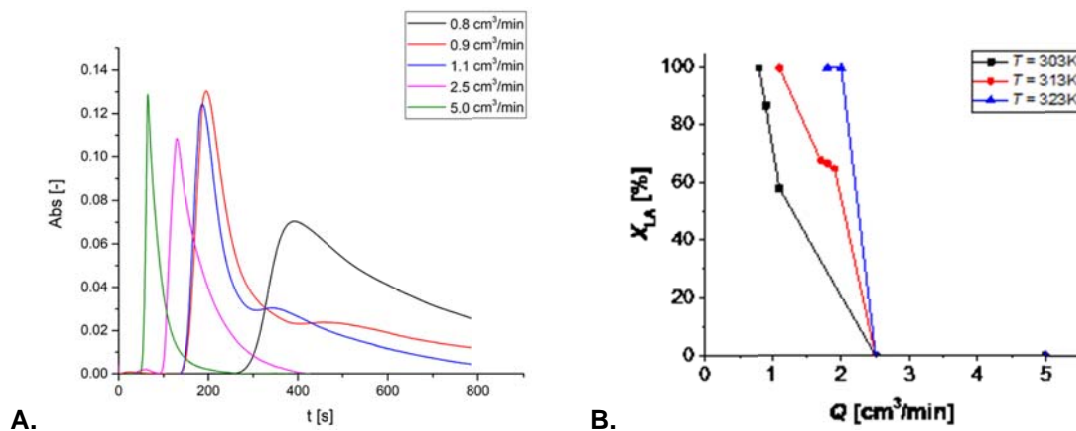 0.8 cm³/min
0.9 cm³/min
1.1 cm³/min
2.5 cm³/min
5.0 cm³/min
0.14
0.12
0.10
0.08
0.06
0.04
0.02
0.00
Abs [-]
0 200 400 600 800
t [s]
A.
T = 303K
T = 313K
T = 323K
100
80
60
40
20
0
X_LA [%]
0 1 2 3 4 5
Q [cm³/min]
B.